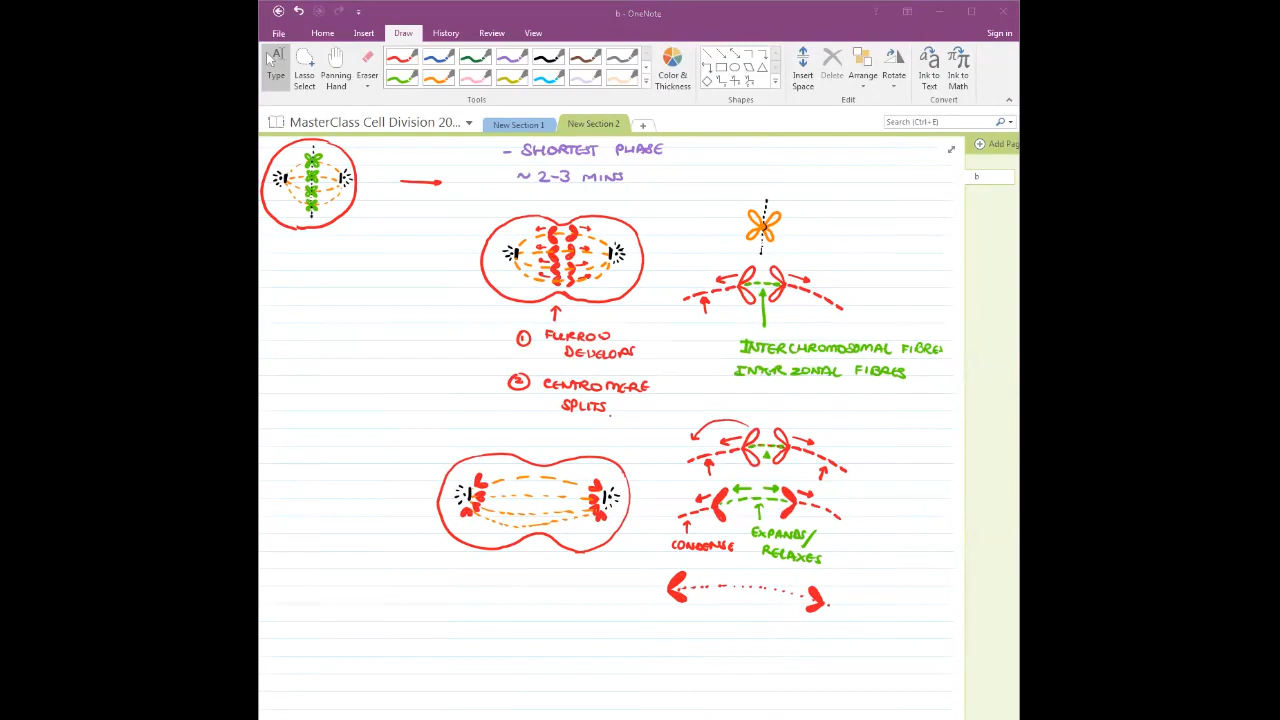 b - OneNote
File Home Insert Draw History Review View Sign in
Type
Lasso Select
Panning Hand
Eraser
Color & Thickness
Insert Space
Delete
Arrange
Rotate
Ink to Text
Ink to Math
Tools Shapes Edit Convert
MasterClass Cell Division 20... New Section 1 New Section 2 Search (Ctrl+E)
Add Pag
b
- SHORTEST PHASE
~ 2-3 MINS
① FURROW
DEVELOPS
② CENTROMERE
SPLITS.
INTERCHROMOSOMAL FIBRES
INTERZONAL FIBRES
CONDENSE
EXPANDS/
RELAXES